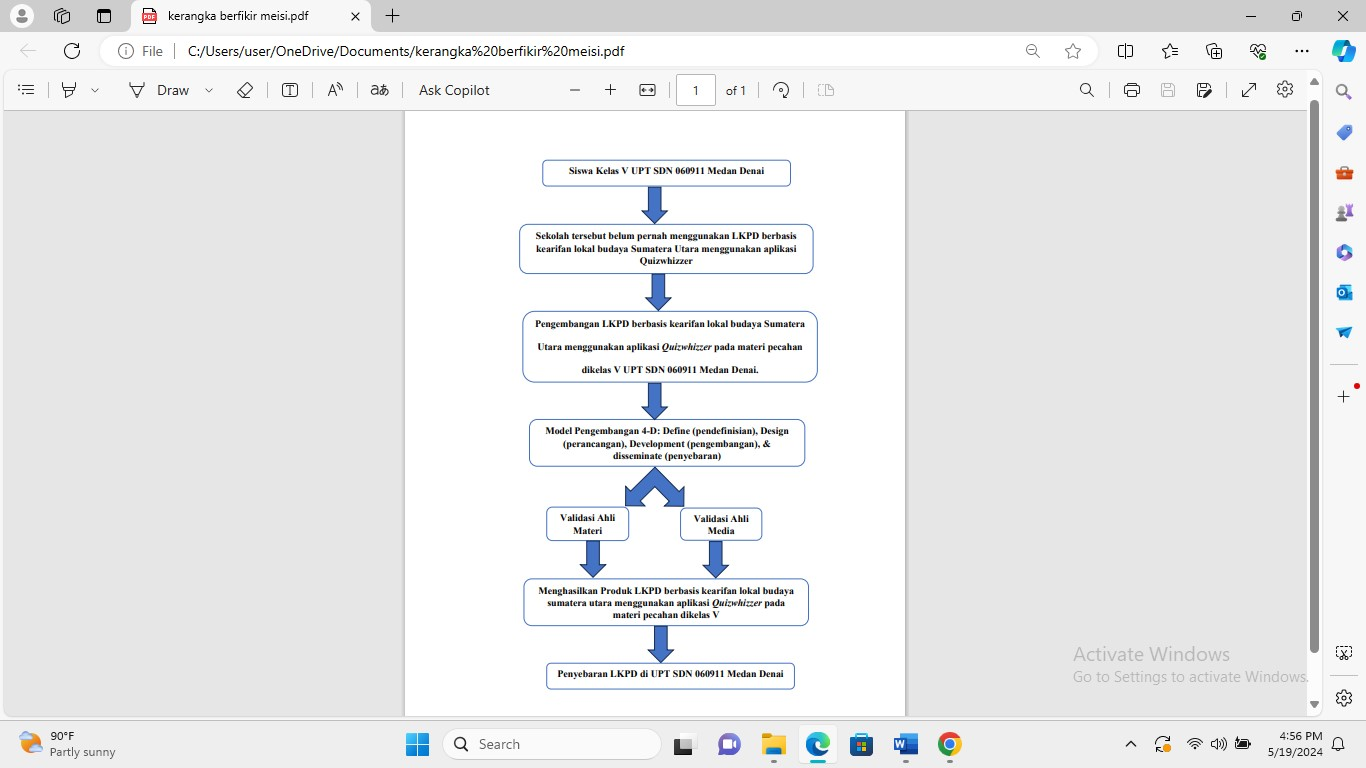 kerangka berfikir meisi.pdf
File
C:/Users/user/OneDrive/Documents/kerangka%20berfikir%20meisi.pdf
Draw
aあ
Ask Copilot
1
of 1
Siswa Kelas V UPT SDN 060911 Medan Denai
Sekolah tersebut belum pernah menggunakan LKPD berbasis
kearifan lokal budaya Sumatera Utara menggunakan aplikasi
Quizwhizzer
Pengembangan LKPD berbasis kearifan lokal budaya Sumatera
Utara menggunakan aplikasi Quizwhizzer pada materi pecahan
dikelas V UPT SDN 060911 Medan Denai.
Model Pengembangan 4-D: Define (pendefinisian), Design
(perancangan), Development (pengembangan), &
disseminate (penyebaran)
Validasi Ahli
Materi
Validasi Ahli
Media
Menghasilkan Produk LKPD berbasis kearifan lokal budaya
sumatera utara menggunakan aplikasi Quizwhizzer pada
materi pecahan dikelas V
Penyebaran LKPD di UPT SDN 060911 Medan Denai
Activate Windows
Go to Settings to activate Windows.
90°F
Partly sunny
Search
4:56 PM
5/19/2024